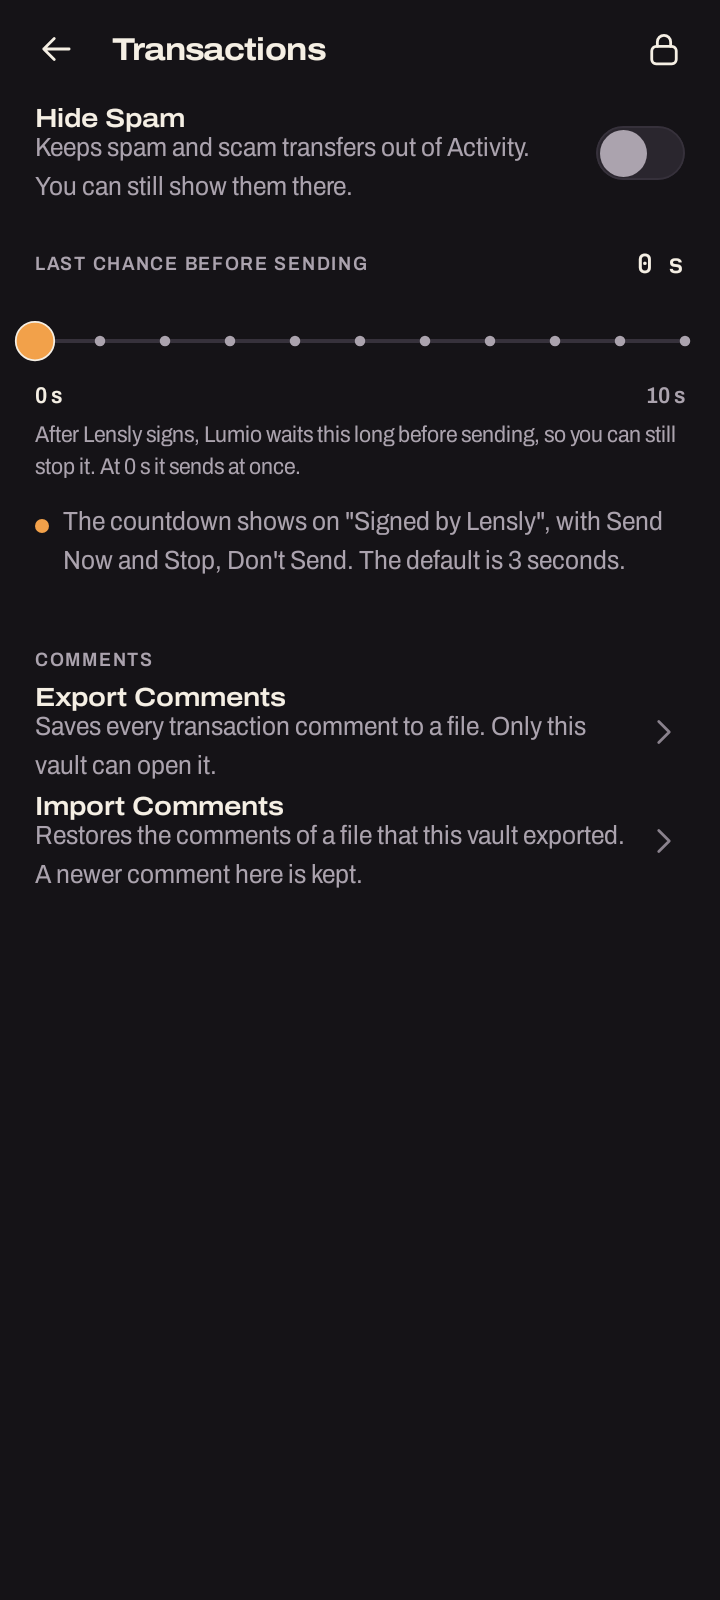 Transactions
Hide Spam
Keeps spam and scam transfers out of Activity.
You can still show them there.
LAST CHANCE BEFORE SENDING
0 s
0 s
10 s
After Lensly signs, Lumio waits this long before sending, so you can still
stop it. At 0 s it sends at once.
The countdown shows on "Signed by Lensly", with Send
Now and Stop, Don't Send. The default is 3 seconds.
COMMENTS
Export Comments
Saves every transaction comment to a file. Only this
vault can open it.
Import Comments
Restores the comments of a file that this vault exported.
A newer comment here is kept.